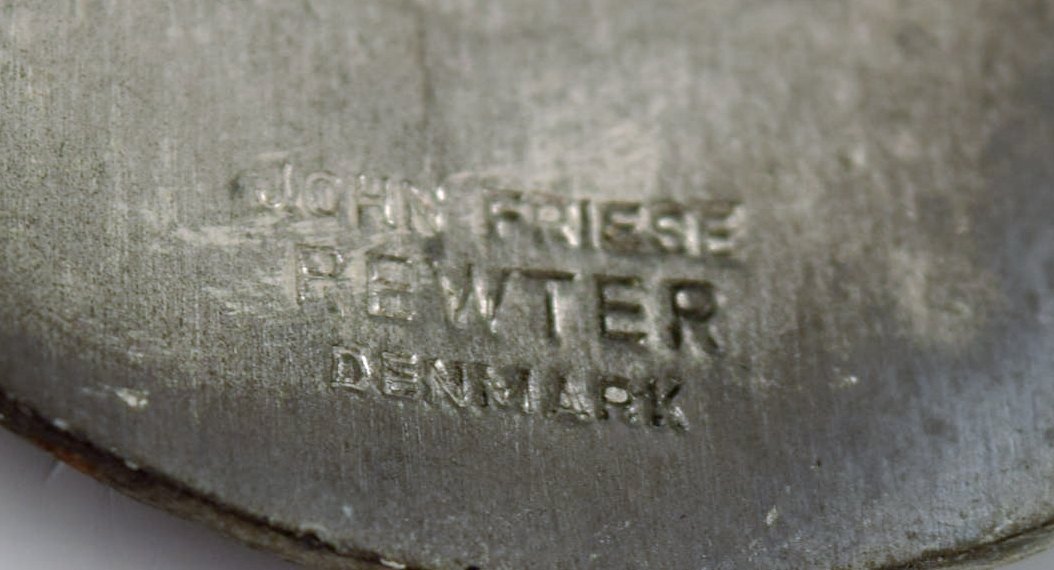 JOHN FRIESE
PEWTER
DENMARK